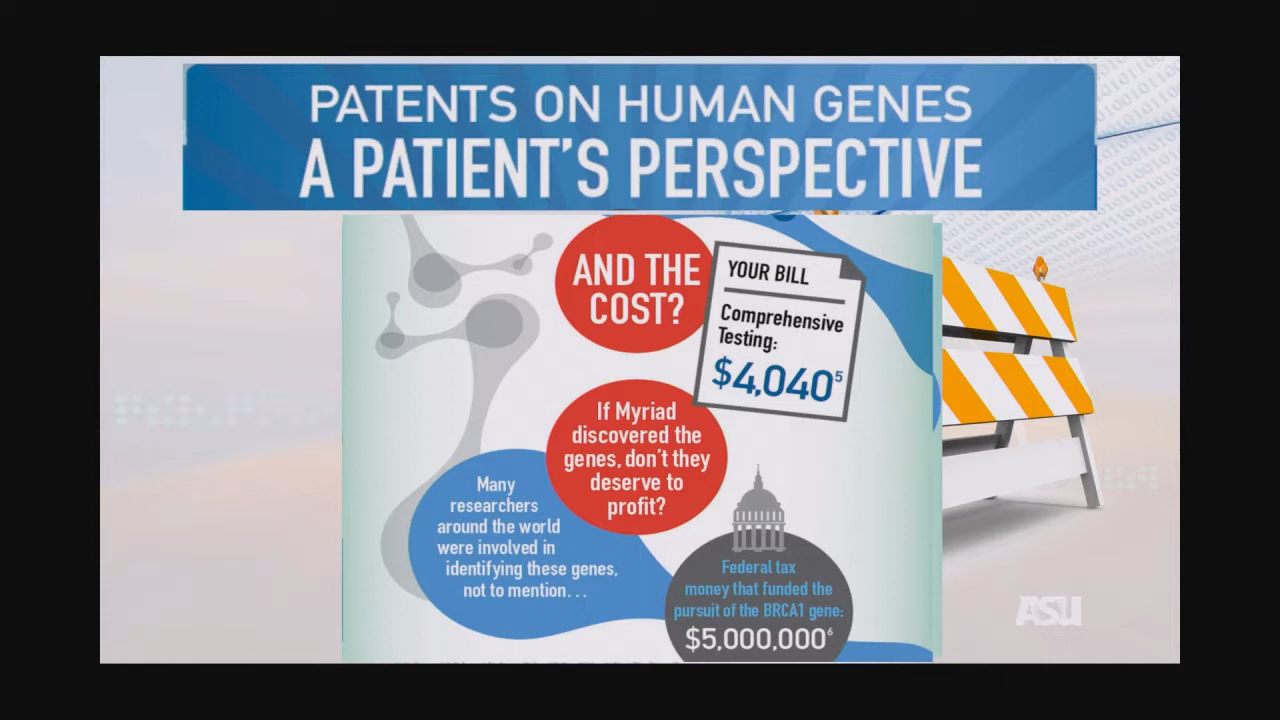 PATENTS ON HUMAN GENES
A PATIENT'S PERSPECTIVE
AND THE
COST?
YOUR BILL
Comprehensive
Testing:
$4,040⁵
If Myriad
discovered the
genes, don't they
deserve to
profit?
Many
researchers
around the world
were involved in
identifying these genes,
not to mention...
Federal tax
money that funded the
pursuit of the BRCA1 gene:
$5,000,000⁶
ASU